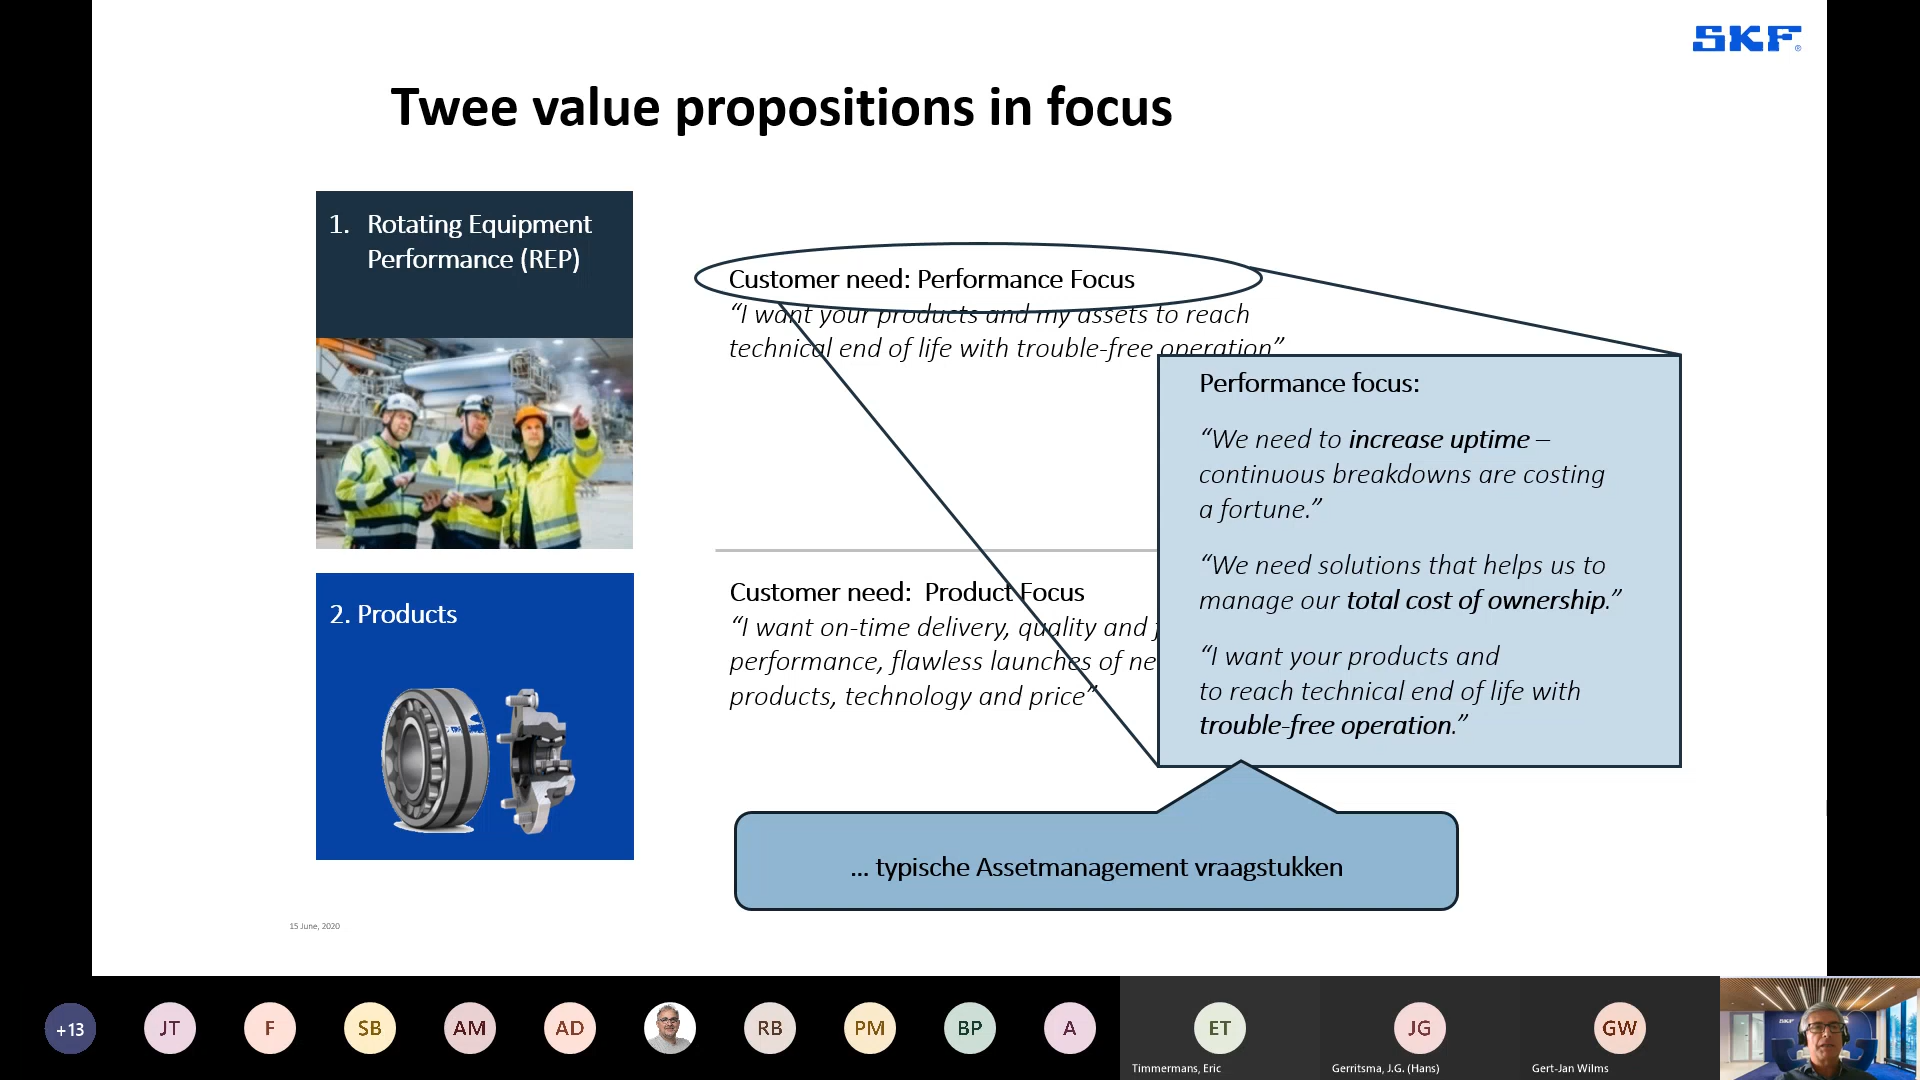 SKF
Twee value propositions in focus
1. Rotating Equipment
Performance (REP)
Customer need: Performance Focus
“I want your products and my assets to reach
technical end of life with trouble-free operation”
Performance focus:
“We need to increase uptime –
continuous breakdowns are costing
a fortune.”
“We need solutions that helps us to
manage our total cost of ownership.”
“I want your products and
to reach technical end of life with
trouble-free operation.”
2. Products
Customer need: Product Focus
“I want on-time delivery, quality and
performance, flawless launches of
products, technology and price”
... typische Assetmanagement vraagstukken
15 June, 2020
+13
JT
F
SB
AM
AD
RB
PM
BP
A
ET
JG
GW
Timmermans, Eric
Gerritsma, J.G. (Hans)
Gert-Jan Wilms
SKF